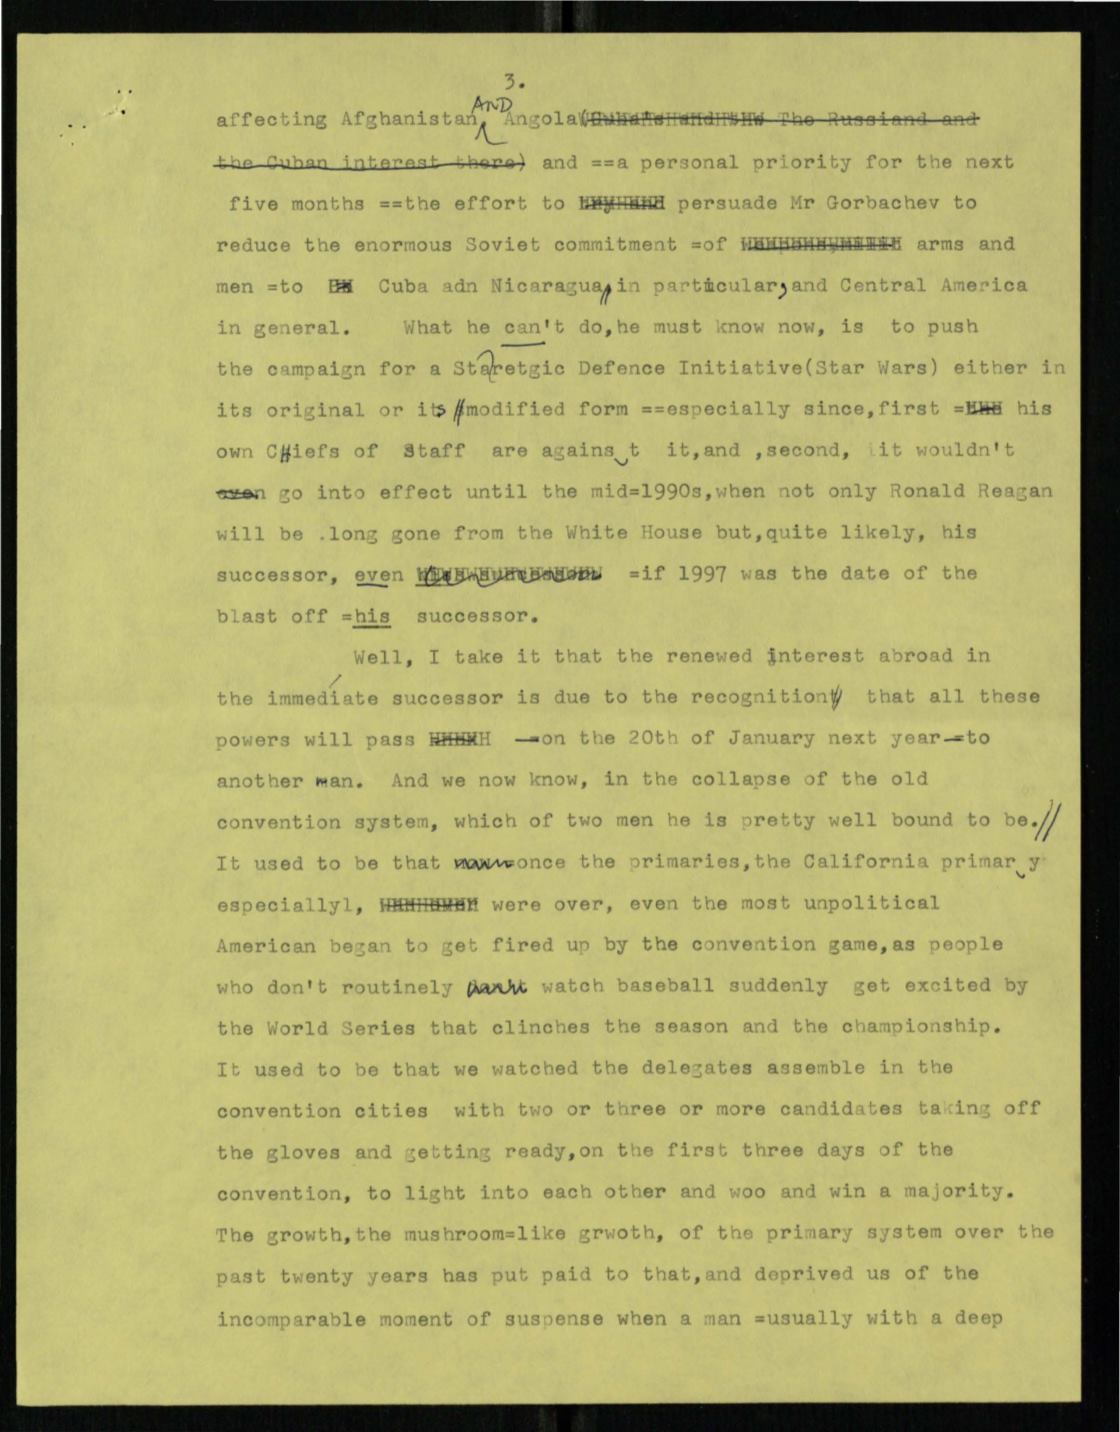 3.
AND
affecting Afghanistan, Angola The Russiand and
the Cuban interest there) and ==a personal priority for the next
five months ==the effort to persuade Mr Gorbachev to
reduce the enormous Soviet commitment =of arms and
men =to Cuba adn Nicaragua, in particular, and Central America
in general. What he can't do,he must know now, is to push
the campaign for a Staretgic Defence Initiative(Star Wars) either in
its original or its modified form ==especially since,first = his
own Chiefs of Staff are against it,and ,second, it wouldn't
even go into effect until the mid=1990s,when not only Ronald Reagan
will be .long gone from the White House but,quite likely, his
successor, even =if 1997 was the date of the
blast off =his successor.
Well, I take it that the renewed interest abroad in
the immediate successor is due to the recognition that all these
powers will pass —on the 20th of January next year—to
another man. And we now know, in the collapse of the old
convention system, which of two men he is pretty well bound to be.//
It used to be that once the primaries,the California primary
especiallyl, were over, even the most unpolitical
American began to get fired up by the convention game,as people
who don't routinely watch baseball suddenly get excited by
the World Series that clinches the season and the championship.
It used to be that we watched the delegates assemble in the
convention cities with two or three or more candidates taking off
the gloves and getting ready,on the first three days of the
convention, to light into each other and woo and win a majority.
The growth,the mushroom=like grwoth, of the primary system over the
past twenty years has put paid to that,and deprived us of the
incomparable moment of suspense when a man =usually with a deep